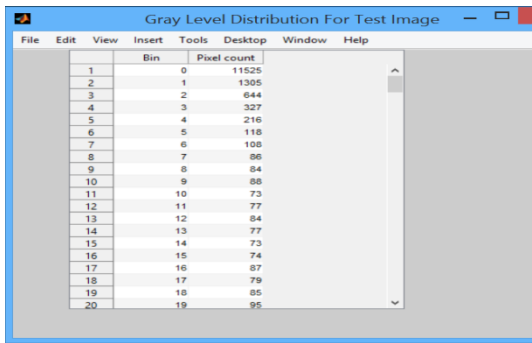 Gray Level Distribution For Test Image
File Edit View Insert Tools Desktop Window Help
Bin Pixel count
1 0 11525
2 1 1305
3 2 644
4 3 327
5 4 216
6 5 118
7 6 108
8 7 86
9 8 84
10 9 88
11 10 73
12 11 77
13 12 84
14 13 77
15 14 73
16 15 74
17 16 87
18 17 79
19 18 85
20 19 95